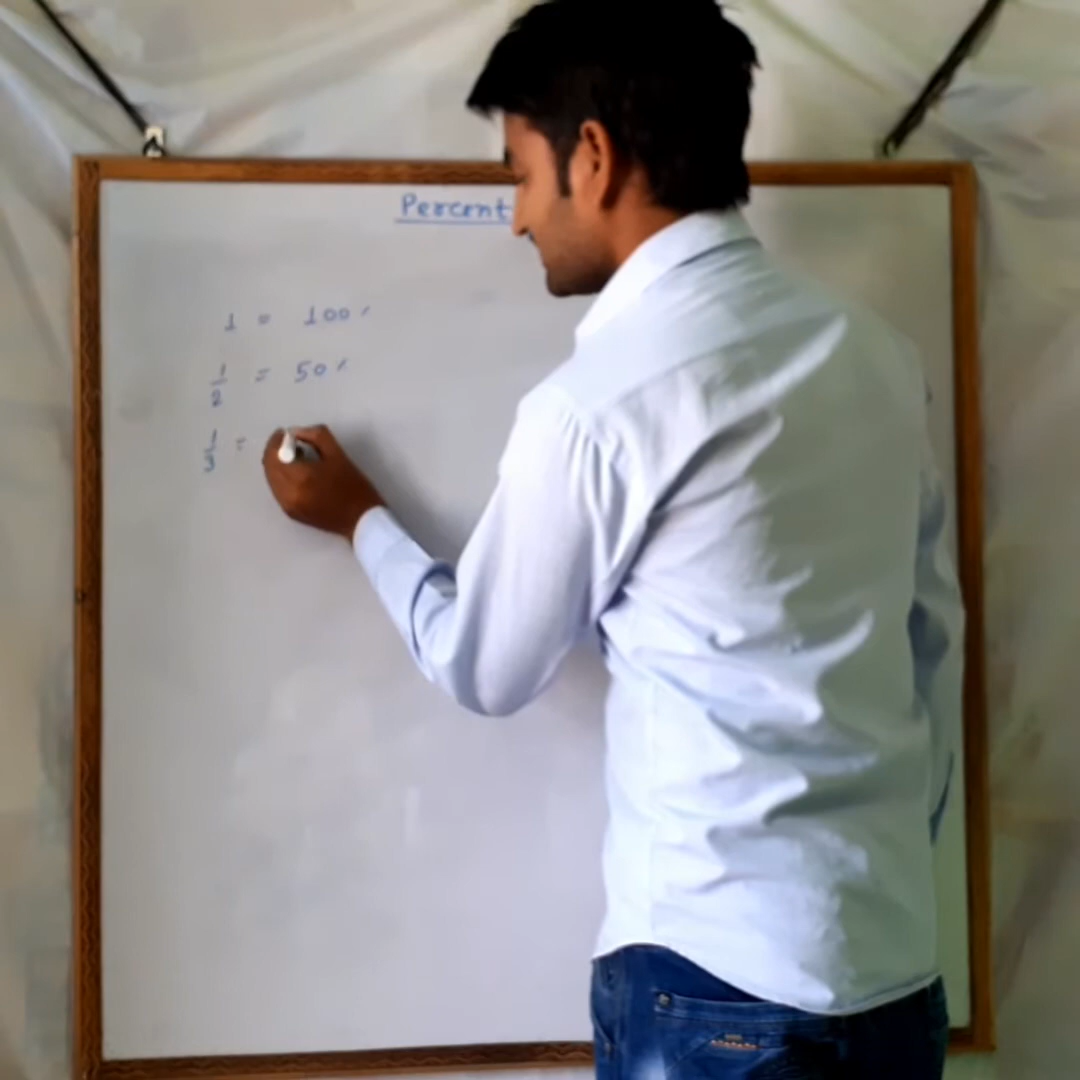 Percent
1 = 100%
1/2 = 50%
1/3 =